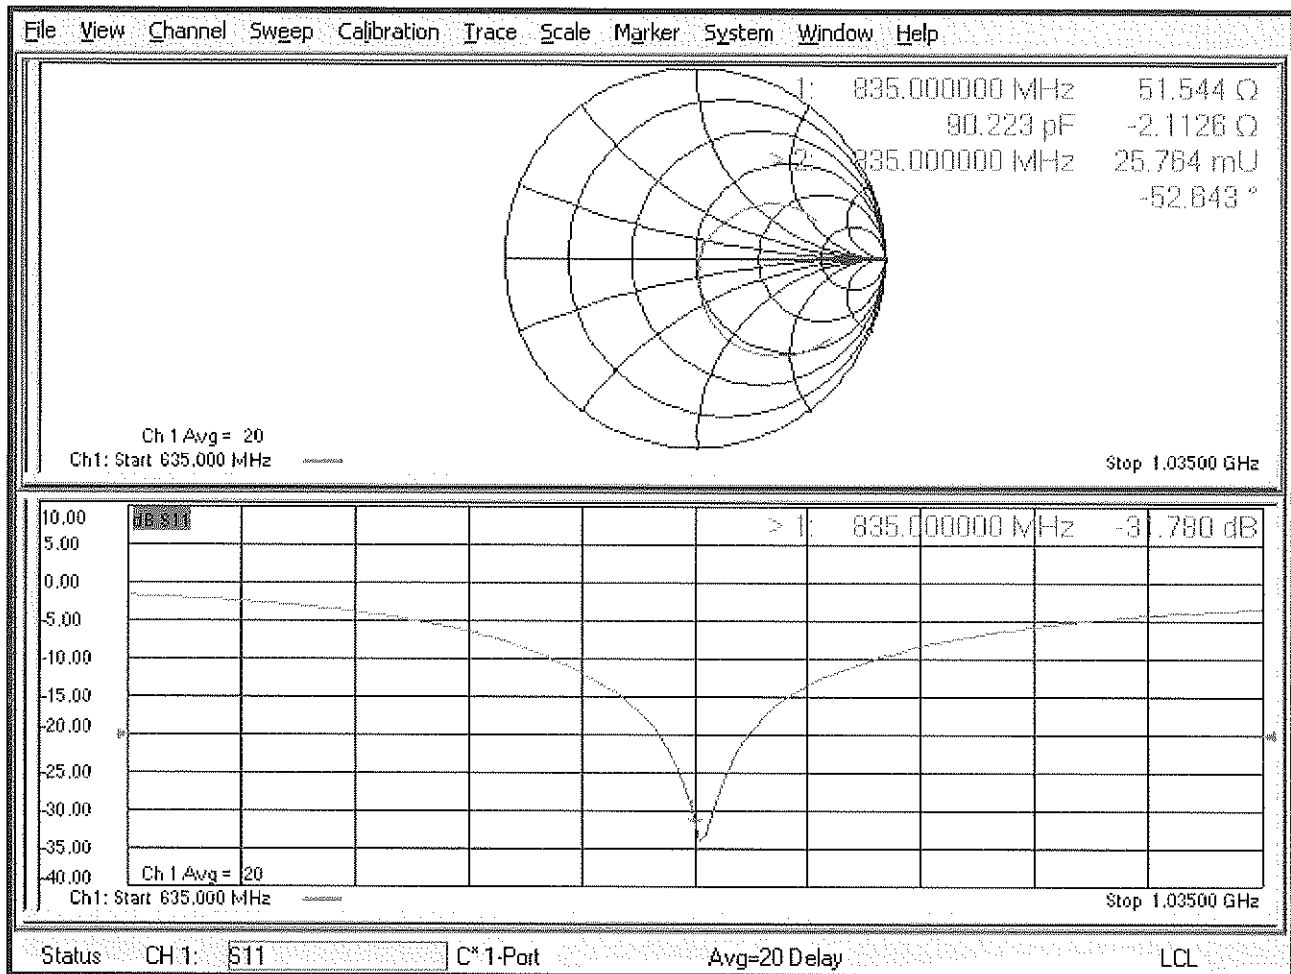 File View Channel Sweep Calibration Trace Scale Marker System Window Help
1: 835.000000 MHz 51.544 Ω
90.223 pF -2.1126 Ω
> 2: 835.000000 MHz 25.764 mU
-52.643 °
Ch 1 Avg = 20
Ch1: Start 635.000 MHz
Stop 1.03500 GHz
10.00
dB S11
> 1: 835.000000 MHz -31.780 dB
5.00
0.00
-5.00
-10.00
-15.00
-20.00
-25.00
-30.00
-35.00
-40.00
Ch 1 Avg = 20
Ch1: Start 635.000 MHz
Stop 1.03500 GHz
Status CH 1: S11 C* 1-Port Avg=20 Delay LCL